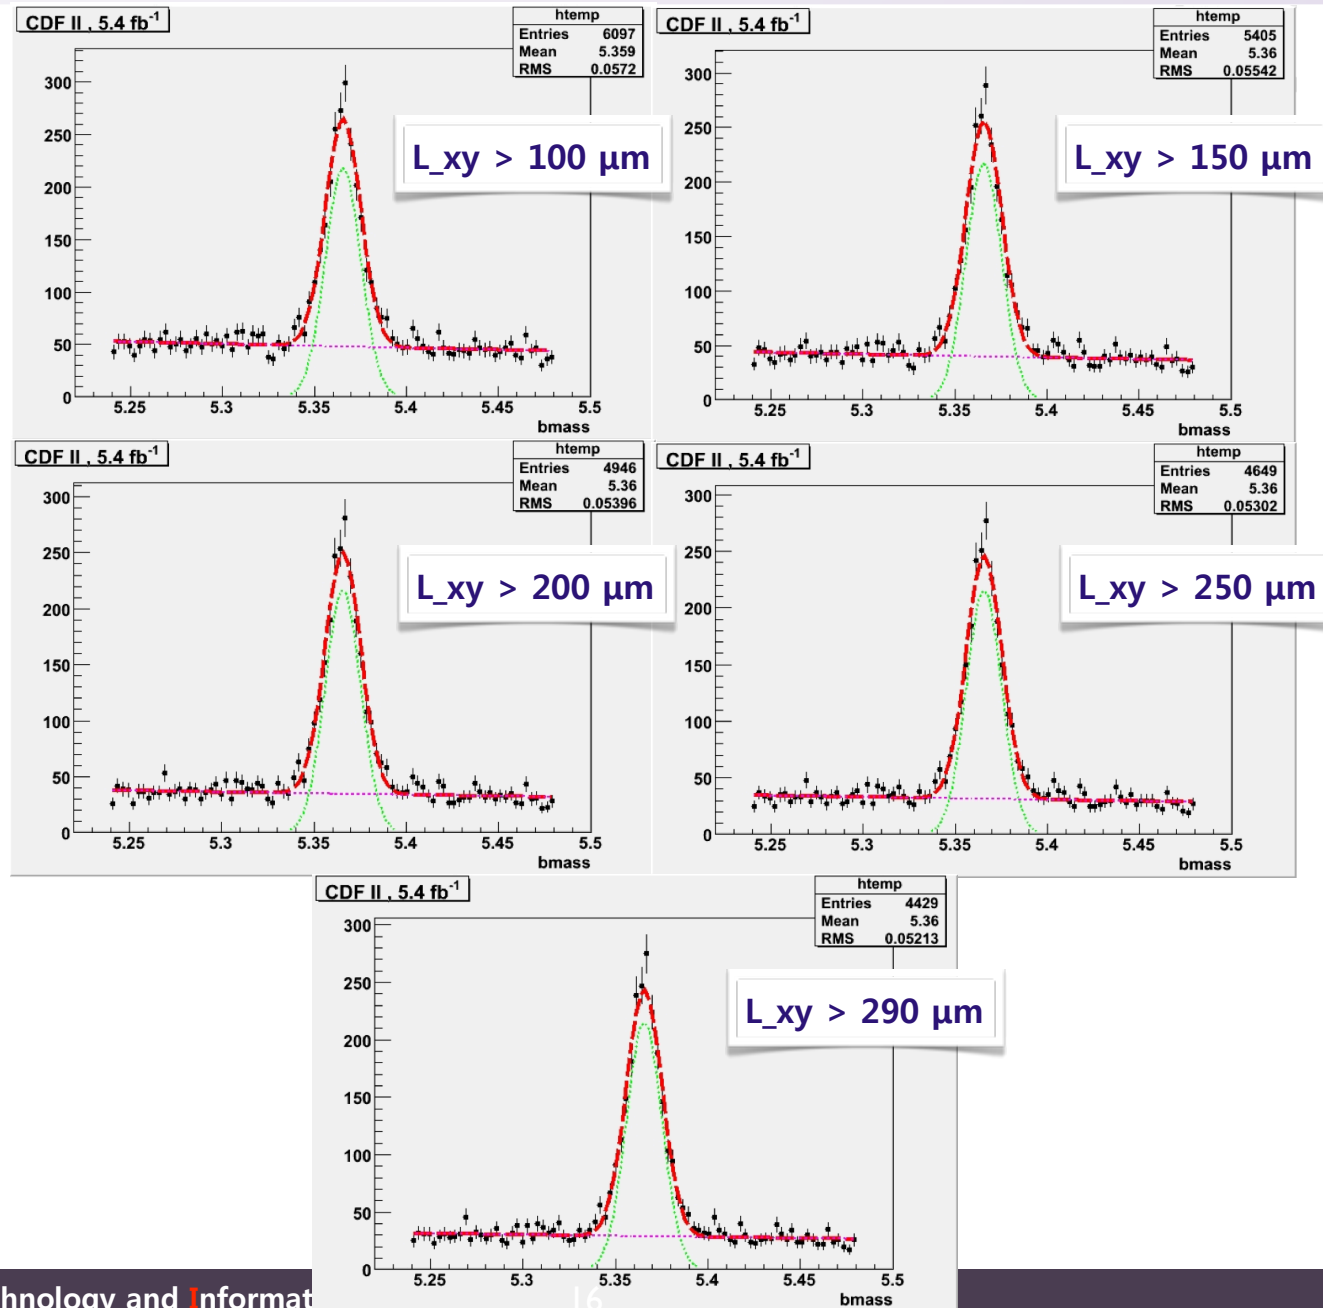 CDF II , 5.4 fb-1
htemp
Entries 6097
Mean 5.359
RMS 0.0572
L_xy > 100 μm
300
250
200
150
100
50
0
5.25 5.3 5.35 5.4 5.45 5.5
bmass
CDF II , 5.4 fb-1
htemp
Entries 5405
Mean 5.36
RMS 0.05542
L_xy > 150 μm
300
250
200
150
100
50
0
5.25 5.3 5.35 5.4 5.45 5.5
bmass
CDF II , 5.4 fb-1
htemp
Entries 4946
Mean 5.36
RMS 0.05396
L_xy > 200 μm
300
250
200
150
100
50
0
5.25 5.3 5.35 5.4 5.45 5.5
bmass
CDF II , 5.4 fb-1
htemp
Entries 4649
Mean 5.36
RMS 0.05302
L_xy > 250 μm
300
250
200
150
100
50
0
5.25 5.3 5.35 5.4 5.45 5.5
bmass
CDF II , 5.4 fb-1
htemp
Entries 4429
Mean 5.36
RMS 0.05213
L_xy > 290 μm
300
250
200
150
100
50
0
5.25 5.3 5.35 5.4 5.45 5.5
bmass
hnology and Informat
16